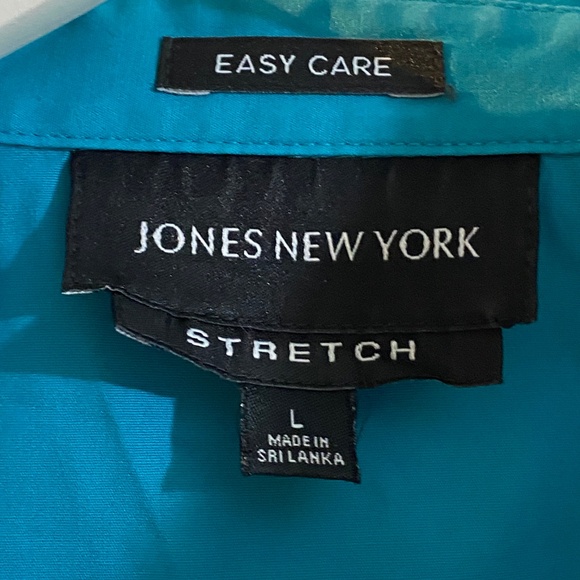 EASY CARE
JONES NEW YORK
STRETCH
L
MADE IN
SRI LANKA